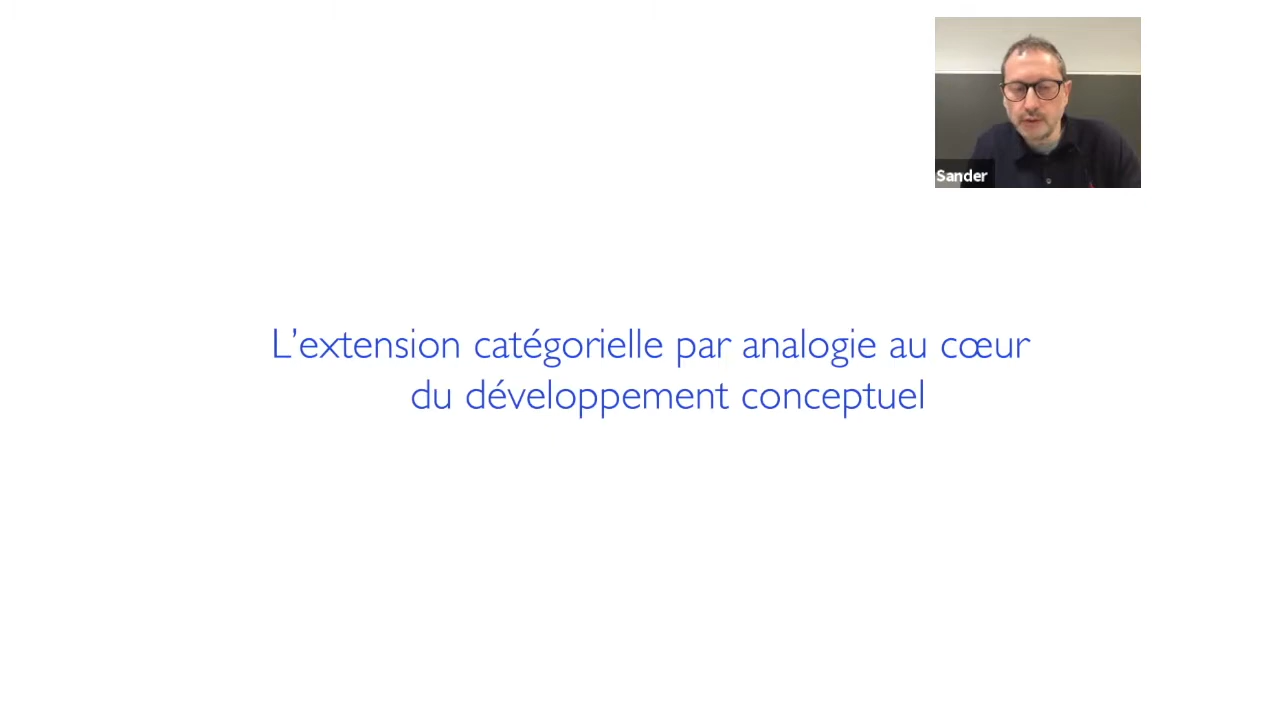 Sander
L’extension catégorielle par analogie au cœur
du développement conceptuel